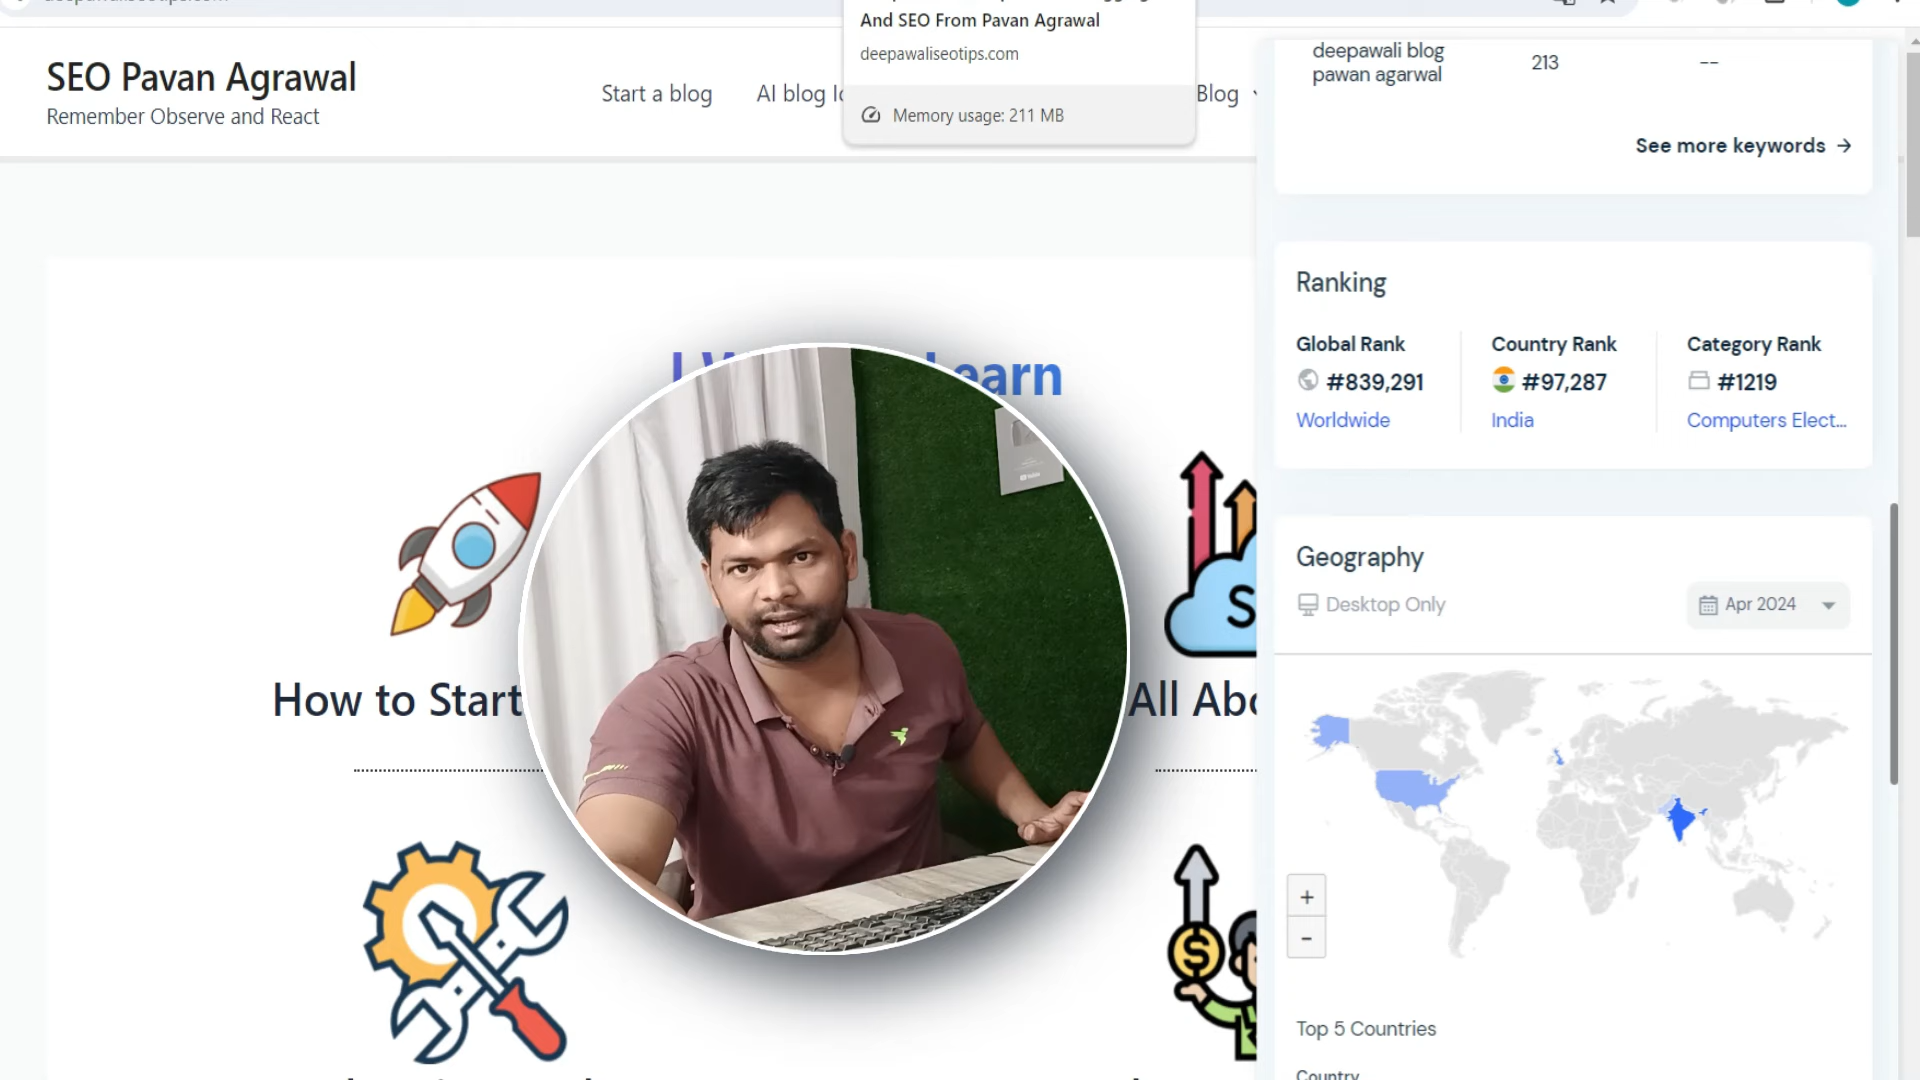 And SEO From Pavan Agrawal
deepawaliseotips.com
Memory usage: 211 MB
SEO Pavan Agrawal
Remember Observe and React
Start a blog
AI blog
Blog
deepawali blog
pawan agarwal
213
--
See more keywords →
Ranking
Global Rank
#839,291
Worldwide
Country Rank
#97,287
India
Category Rank
#1219
Computers Elect...
Geography
Desktop Only
Apr 2024
+
-
Top 5 Countries
Country
How to Start
All Abo
S
$